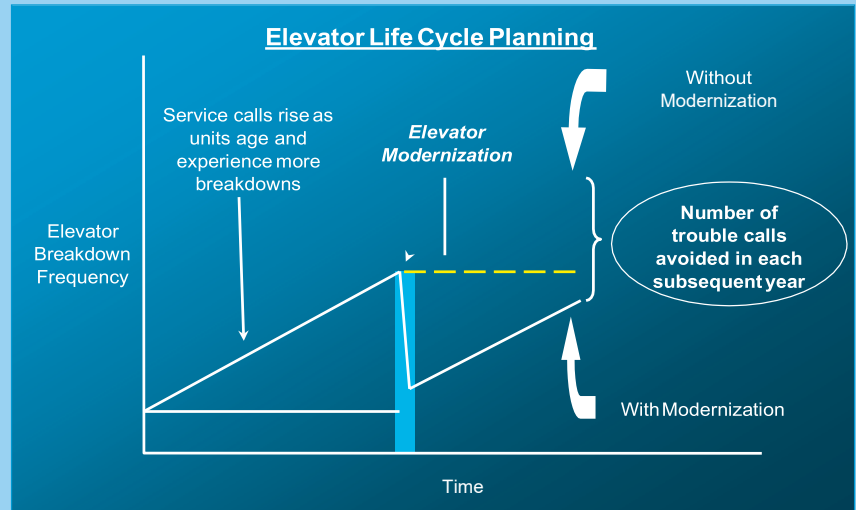 Elevator Life Cycle Planning
Without
Modernization
Service calls rise as
units age and
experience more
breakdowns
Elevator
Modernization
Number of
trouble calls
avoided in each
subsequent year
Elevator
Breakdown
Frequency
With Modernization
Time